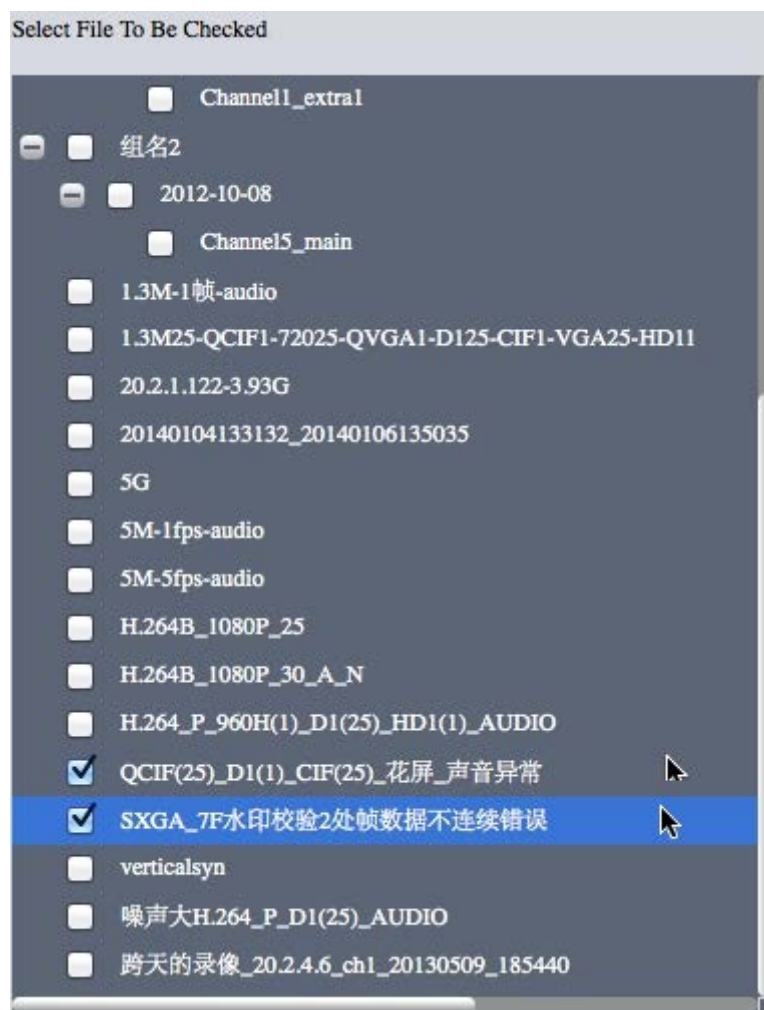 Select File To Be Checked
Channel1_extra1
组名2
2012-10-08
Channel5_main
1.3M-1帧-audio
1.3M25-QCIF1-72025-QVGA1-D125-CIF1-VGA25-HD11
20.2.1.122-3.93G
20140104133132_20140106135035
5G
5M-1fps-audio
5M-5fps-audio
H.264B_1080P_25
H.264B_1080P_30_A_N
H.264_P_960H(1)_D1(25)_HD1(1)_AUDIO
QCIF(25)_D1(1)_CIF(25)_花屏_声音异常
SXGA_7F水印校验2处帧数据不连续错误
verticalsyn
噪声大H.264_P_D1(25)_AUDIO
跨天的录像_20.2.4.6_ch1_20130509_185440